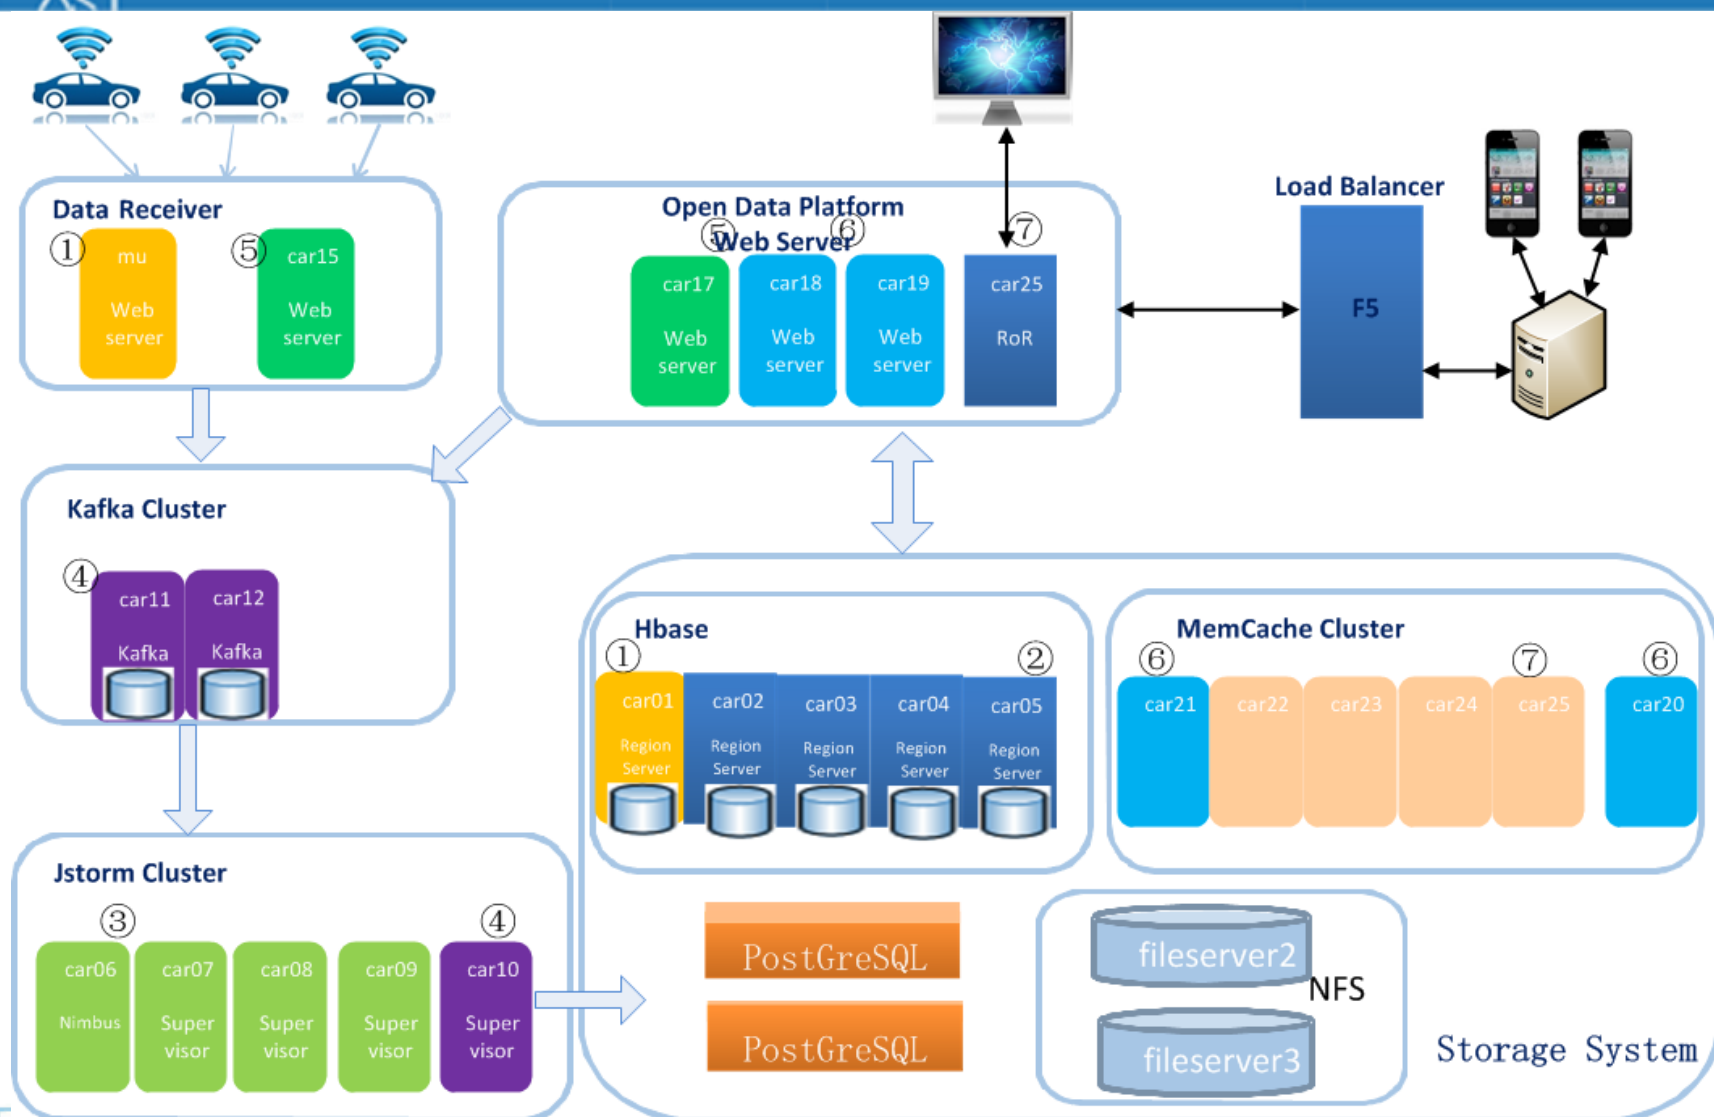 Data Receiver
① mu
Web
server
⑤ car15
Web
server
Open Data Platform
Web Server
⑤ ⑥ ⑦
car17
Web
server
car18
Web
server
car19
Web
server
car25
RoR
Load Balancer
F5
Kafka Cluster
④
car11
Kafka
car12
Kafka
Hbase
① ②
car01
Region
Server
car02
Region
Server
car03
Region
Server
car04
Region
Server
car05
Region
Server
MemCache Cluster
⑥ ⑦ ⑥
car21
car22
car23
car24
car25
car20
Jstorm Cluster
③ ④
car06
Nimbus
car07
Super
visor
car08
Super
visor
car09
Super
visor
car10
Super
visor
PostGreSQL
PostGreSQL
fileserver2
NFS
fileserver3
Storage System